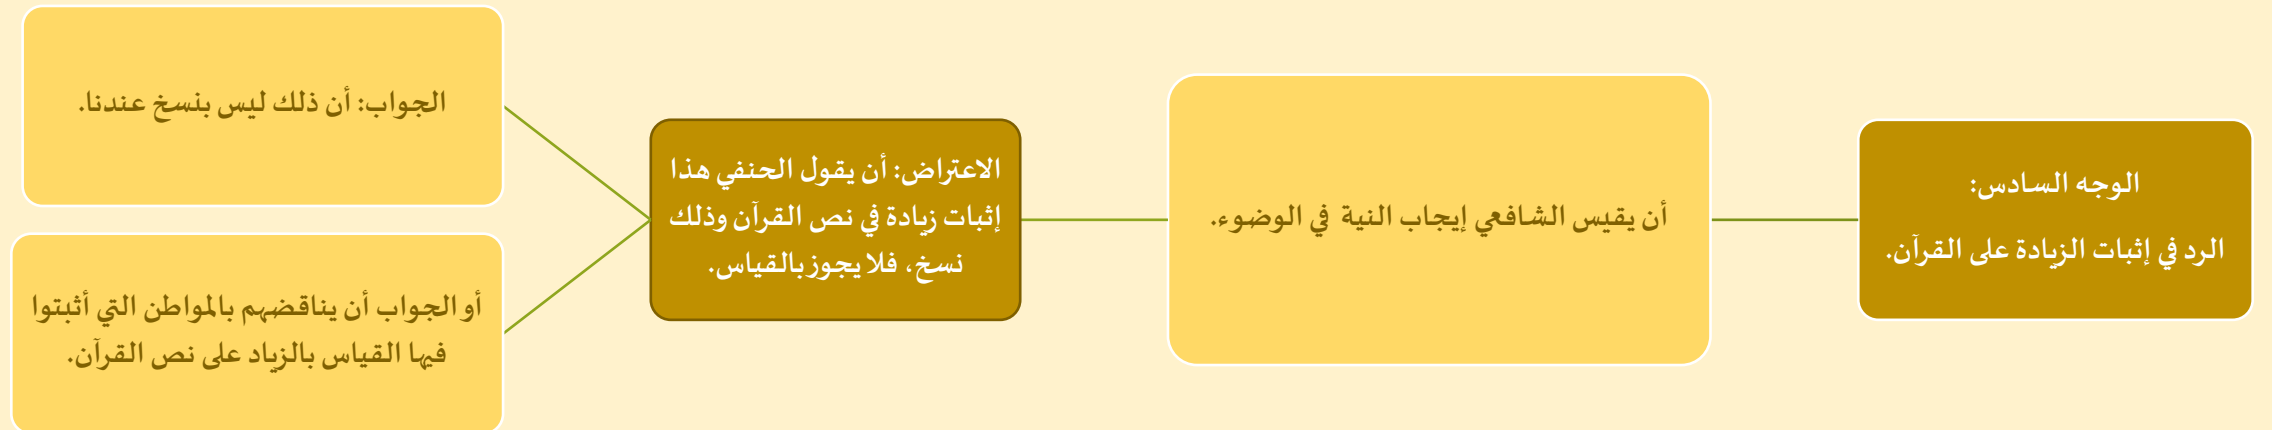 الوجه السادس:
الرد في إثبات الزيادة على القرآن.
أن يقيس الشافعي إيجاب النية في الوضوء.
الاعتراض: أن يقول الحنفي هذا
إثبات زيادة في نص القرآن وذلك
نسخ، فلا يجوز بالقياس.
الجواب: أن ذلك ليس بنسخ عندنا.
أو الجواب أن يناقضهم بالمواطن التي أثبتوا
فيها القياس بالزياد على نص القرآن.